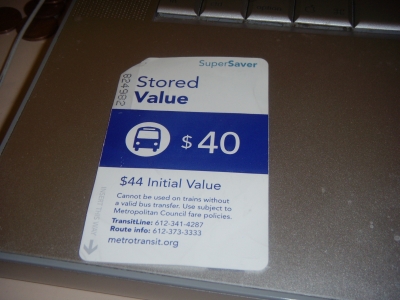 SuperSaver
824982
Stored
Value
$40
$44 Initial Value
Cannot be used on trains without
a valid bus transfer. Use subject to
Metropolitan Council fare policies.
TransitLine: 612-341-4287
Route info: 612-373-3333
metrotransit.org